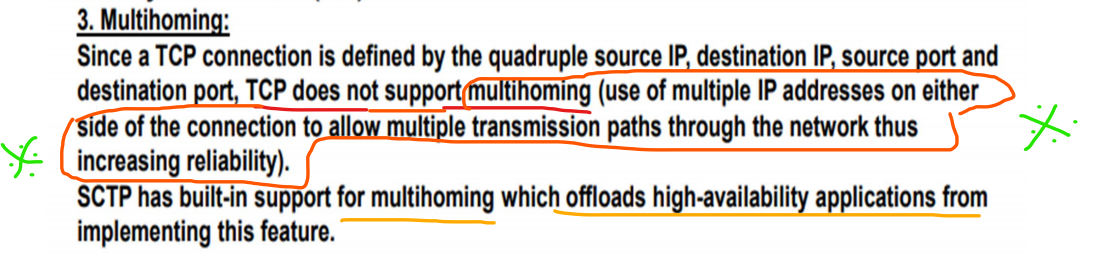 3. Multihoming:
Since a TCP connection is defined by the quadruple source IP, destination IP, source port and
destination port, TCP does not support multihoming (use of multiple IP addresses on either
side of the connection to allow multiple transmission paths through the network thus
increasing reliability).
SCTP has built-in support for multihoming which offloads high-availability applications from
implementing this feature.